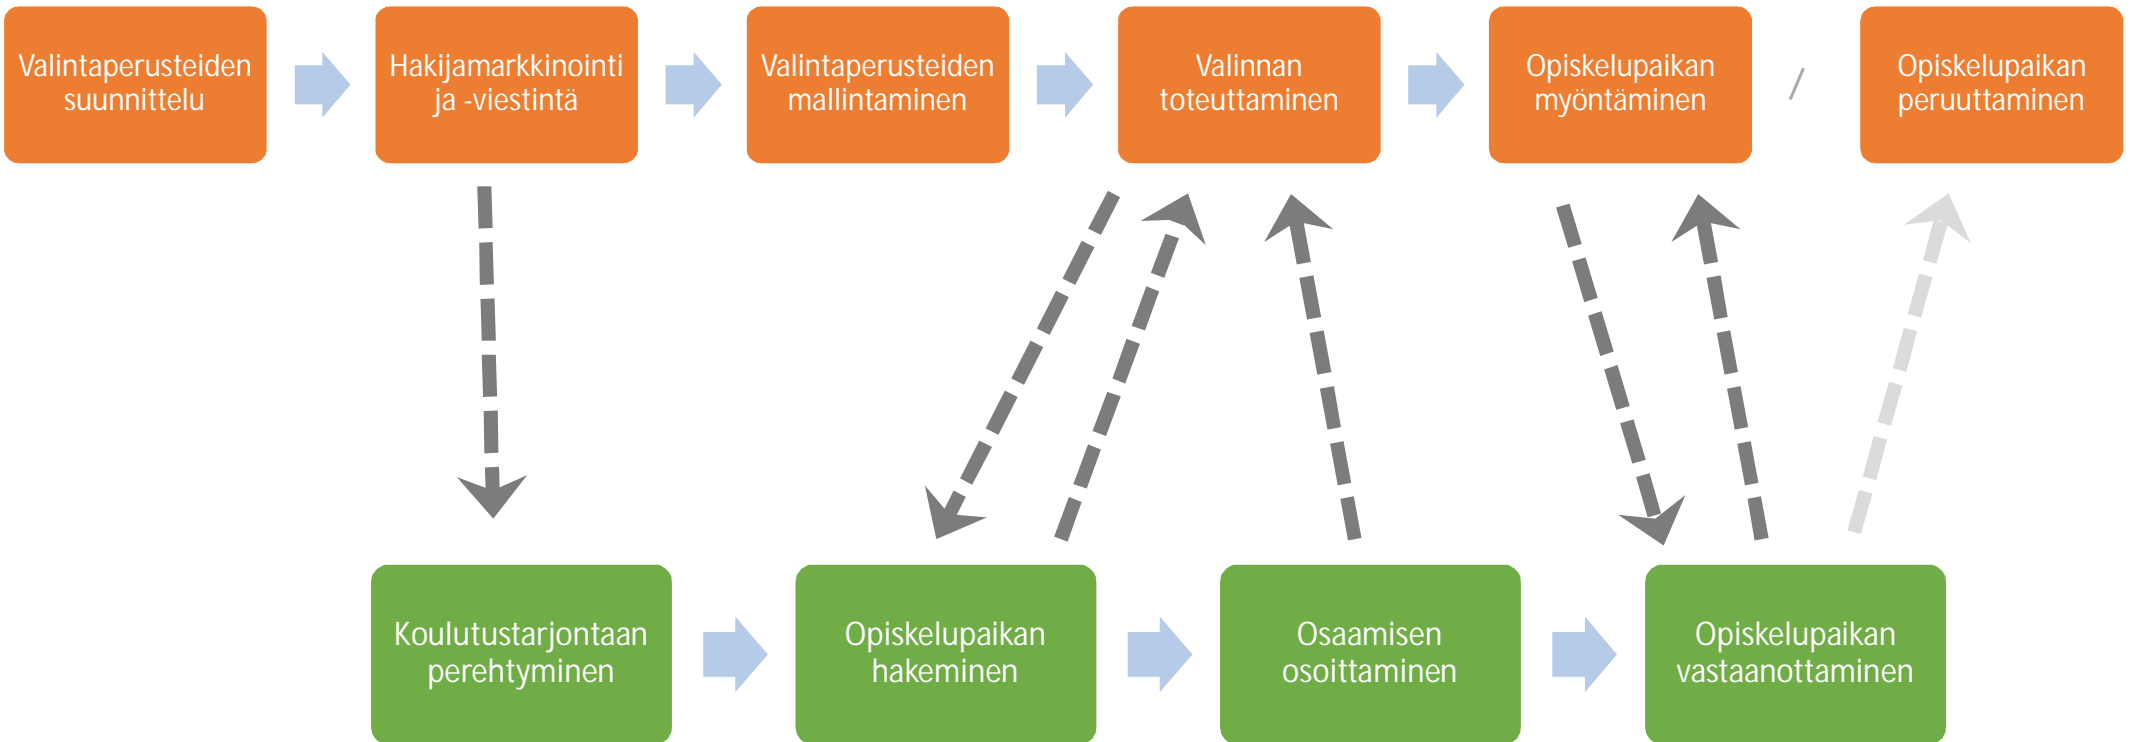 Valintaperusteiden
suunnittelu
Hakijamarkkinointi
ja -viestintä
Valintaperusteiden
mallintaminen
Valinnan
toteuttaminen
Opiskelupaikan
myöntäminen
/
Opiskelupaikan
peruuttaminen
Koulutustarjontaan
perehtyminen
Opiskelupaikan
hakeminen
Osaamisen
osoittaminen
Opiskelupaikan
vastaanottaminen